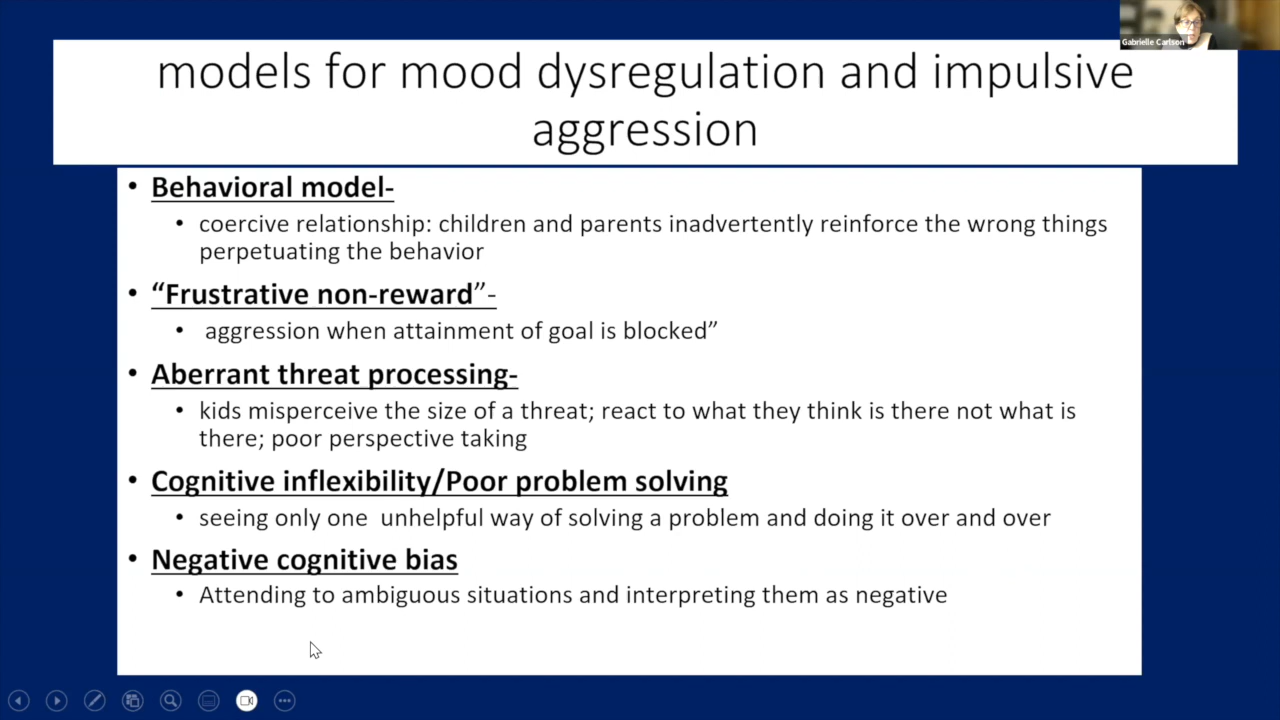 Gabrielle Carlson
models for mood dysregulation and impulsive
aggression
• Behavioral model-
• coercive relationship: children and parents inadvertently reinforce the wrong things
perpetuating the behavior
• “Frustrative non-reward”-
• aggression when attainment of goal is blocked”
• Aberrant threat processing-
• kids misperceive the size of a threat; react to what they think is there not what is
there; poor perspective taking
• Cognitive inflexibility/Poor problem solving
• seeing only one  unhelpful way of solving a problem and doing it over and over
• Negative cognitive bias
• Attending to ambiguous situations and interpreting them as negative